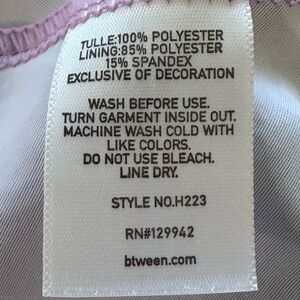 TULLE:100% POLYESTER
LINING:85% POLYESTER
15% SPANDEX
EXCLUSIVE OF DECORATION
WASH BEFORE USE.
TURN GARMENT INSIDE OUT.
MACHINE WASH COLD WITH
LIKE COLORS.
DO NOT USE BLEACH.
LINE DRY.
STYLE NO.H223
RN#129942
btween.com